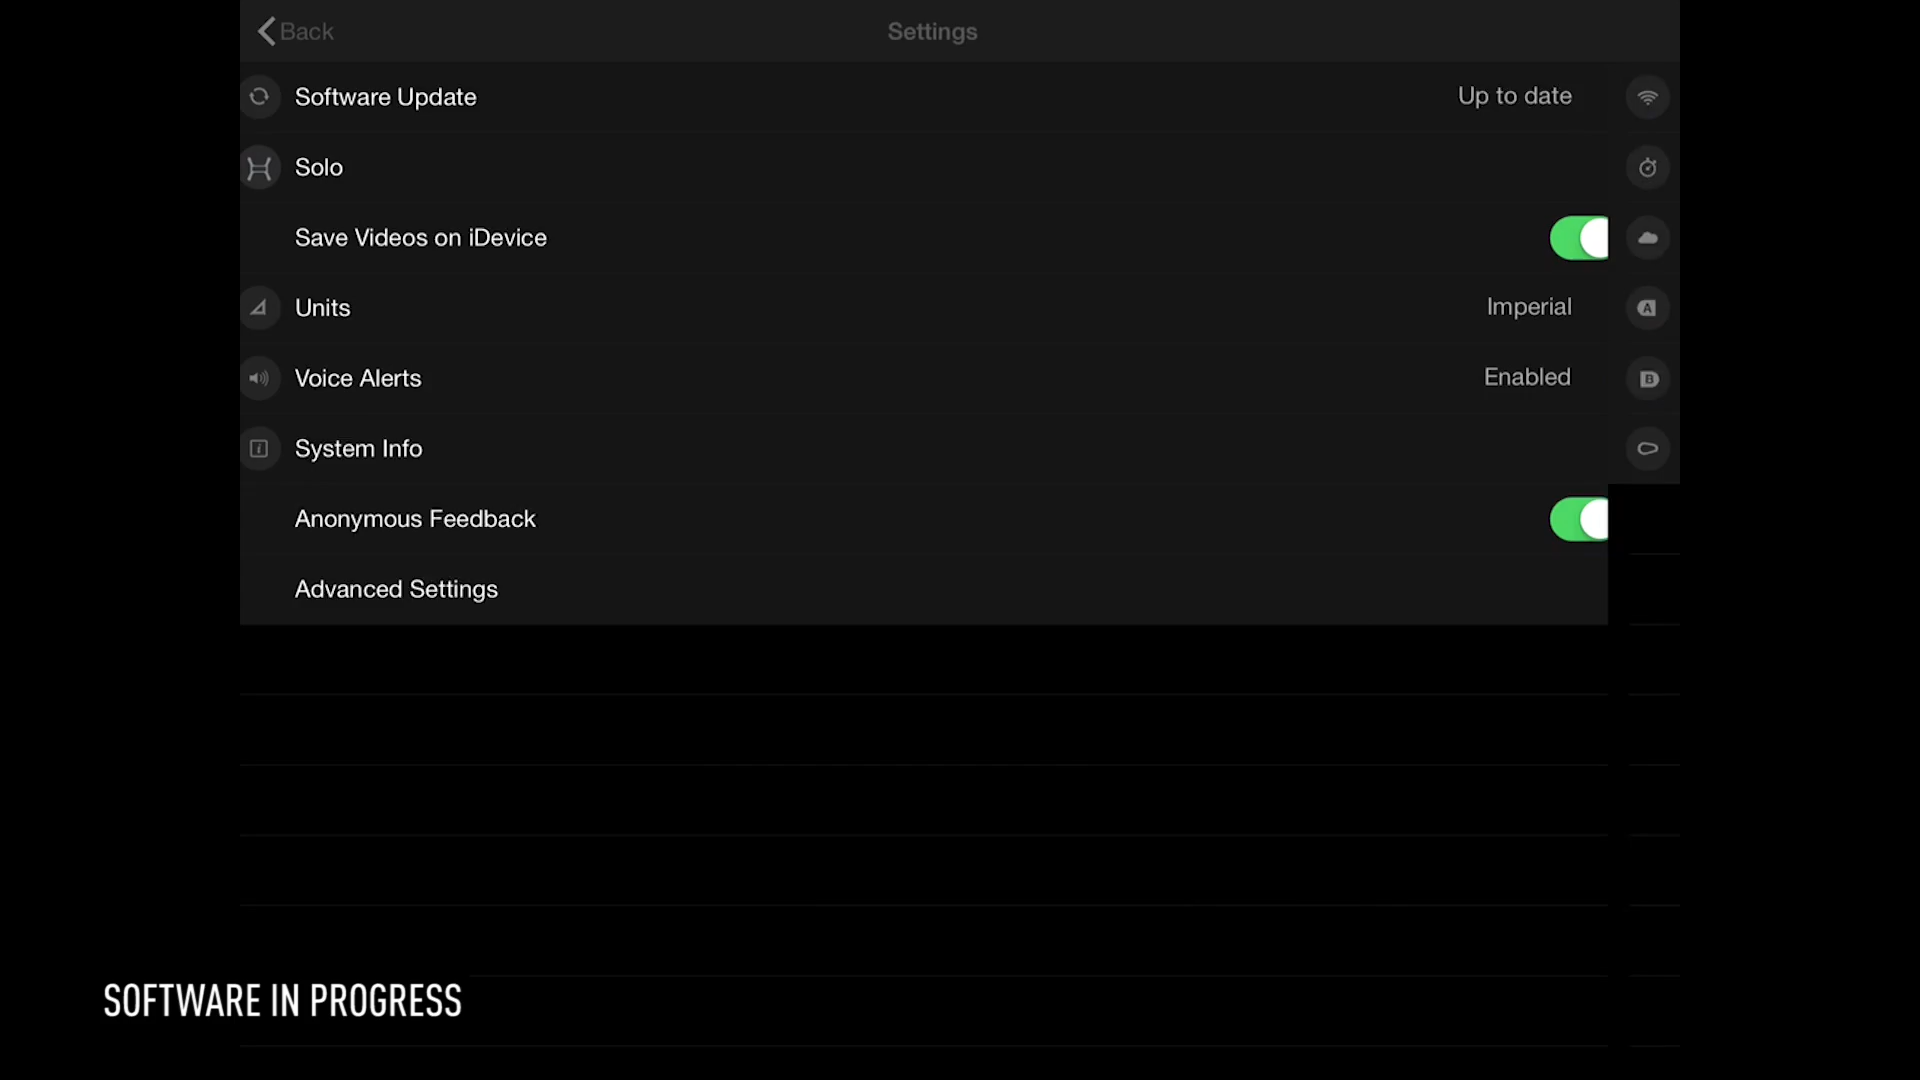 Back
Settings
Software Update
Up to date
Solo
Save Videos on iDevice
Units
Imperial
A
Voice Alerts
Enabled
B
System Info
Anonymous Feedback
Advanced Settings
SOFTWARE IN PROGRESS